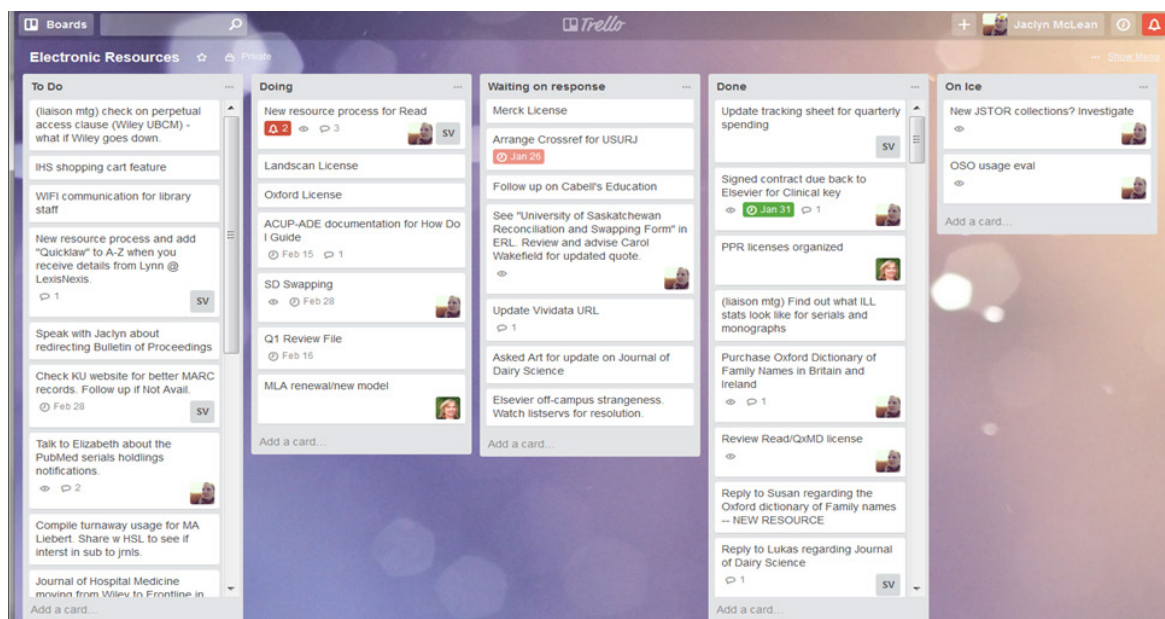 Boards
Trello
Jaclyn McLean
Electronic Resources
Private
Show Menu
To Do
(liaison mtg) check on perpetual
access clause (Wiley UBCM) -
what if Wiley goes down.
IHS shopping cart feature
WIFI communication for library
staff
New resource process and add
"Quicklaw" to A-Z when you
receive details from Lynn @
LexisNexis.
1
SV
Speak with Jaclyn about
redirecting Bulletin of Proceedings
Check KU website for better MARC
records. Follow up if Not Avail.
Feb 28
SV
Talk to Elizabeth about the
PubMed serials holdlings
notifications.
2
Compile turnaway usage for MA
Liebert. Share w HSL to see if
interst in sub to jrnls.
Journal of Hospital Medicine
moving from Wiley to Frontline in
Add a card...
Doing
New resource process for Read
2
3
SV
Landscan License
Oxford License
ACUP-ADE documentation for How Do
I Guide
Feb 15
1
SD Swapping
Feb 28
Q1 Review File
Feb 16
MLA renewal/new model
Add a card...
Waiting on response
Merck License
Arrange Crossref for USURJ
Jan 26
Follow up on Cabell's Education
See "University of Saskatchewan
Reconciliation and Swapping Form" in
ERL. Review and advise Carol
Wakefield for updated quote.
Update Vividata URL
1
Asked Art for update on Journal of
Dairy Science
Elsevier off-campus strangeness.
Watch listservs for resolution.
Add a card...
Done
Update tracking sheet for quarterly
spending
SV
Signed contract due back to
Elsevier for Clinical key
Jan 31
1
PPR licenses organized
(liaison mtg) Find out what ILL
stats look like for serials and
monographs
Purchase Oxford Dictionary of
Family Names in Britain and
Ireland
1
Review Read/QxMD license
Reply to Susan regarding the
Oxford dictionary of Family names
-- NEW RESOURCE
Reply to Lukas regarding Journal
of Dairy Science
1
SV
Add a card...
On Ice
New JSTOR collections? Investigate
OSO usage eval
Add a card...